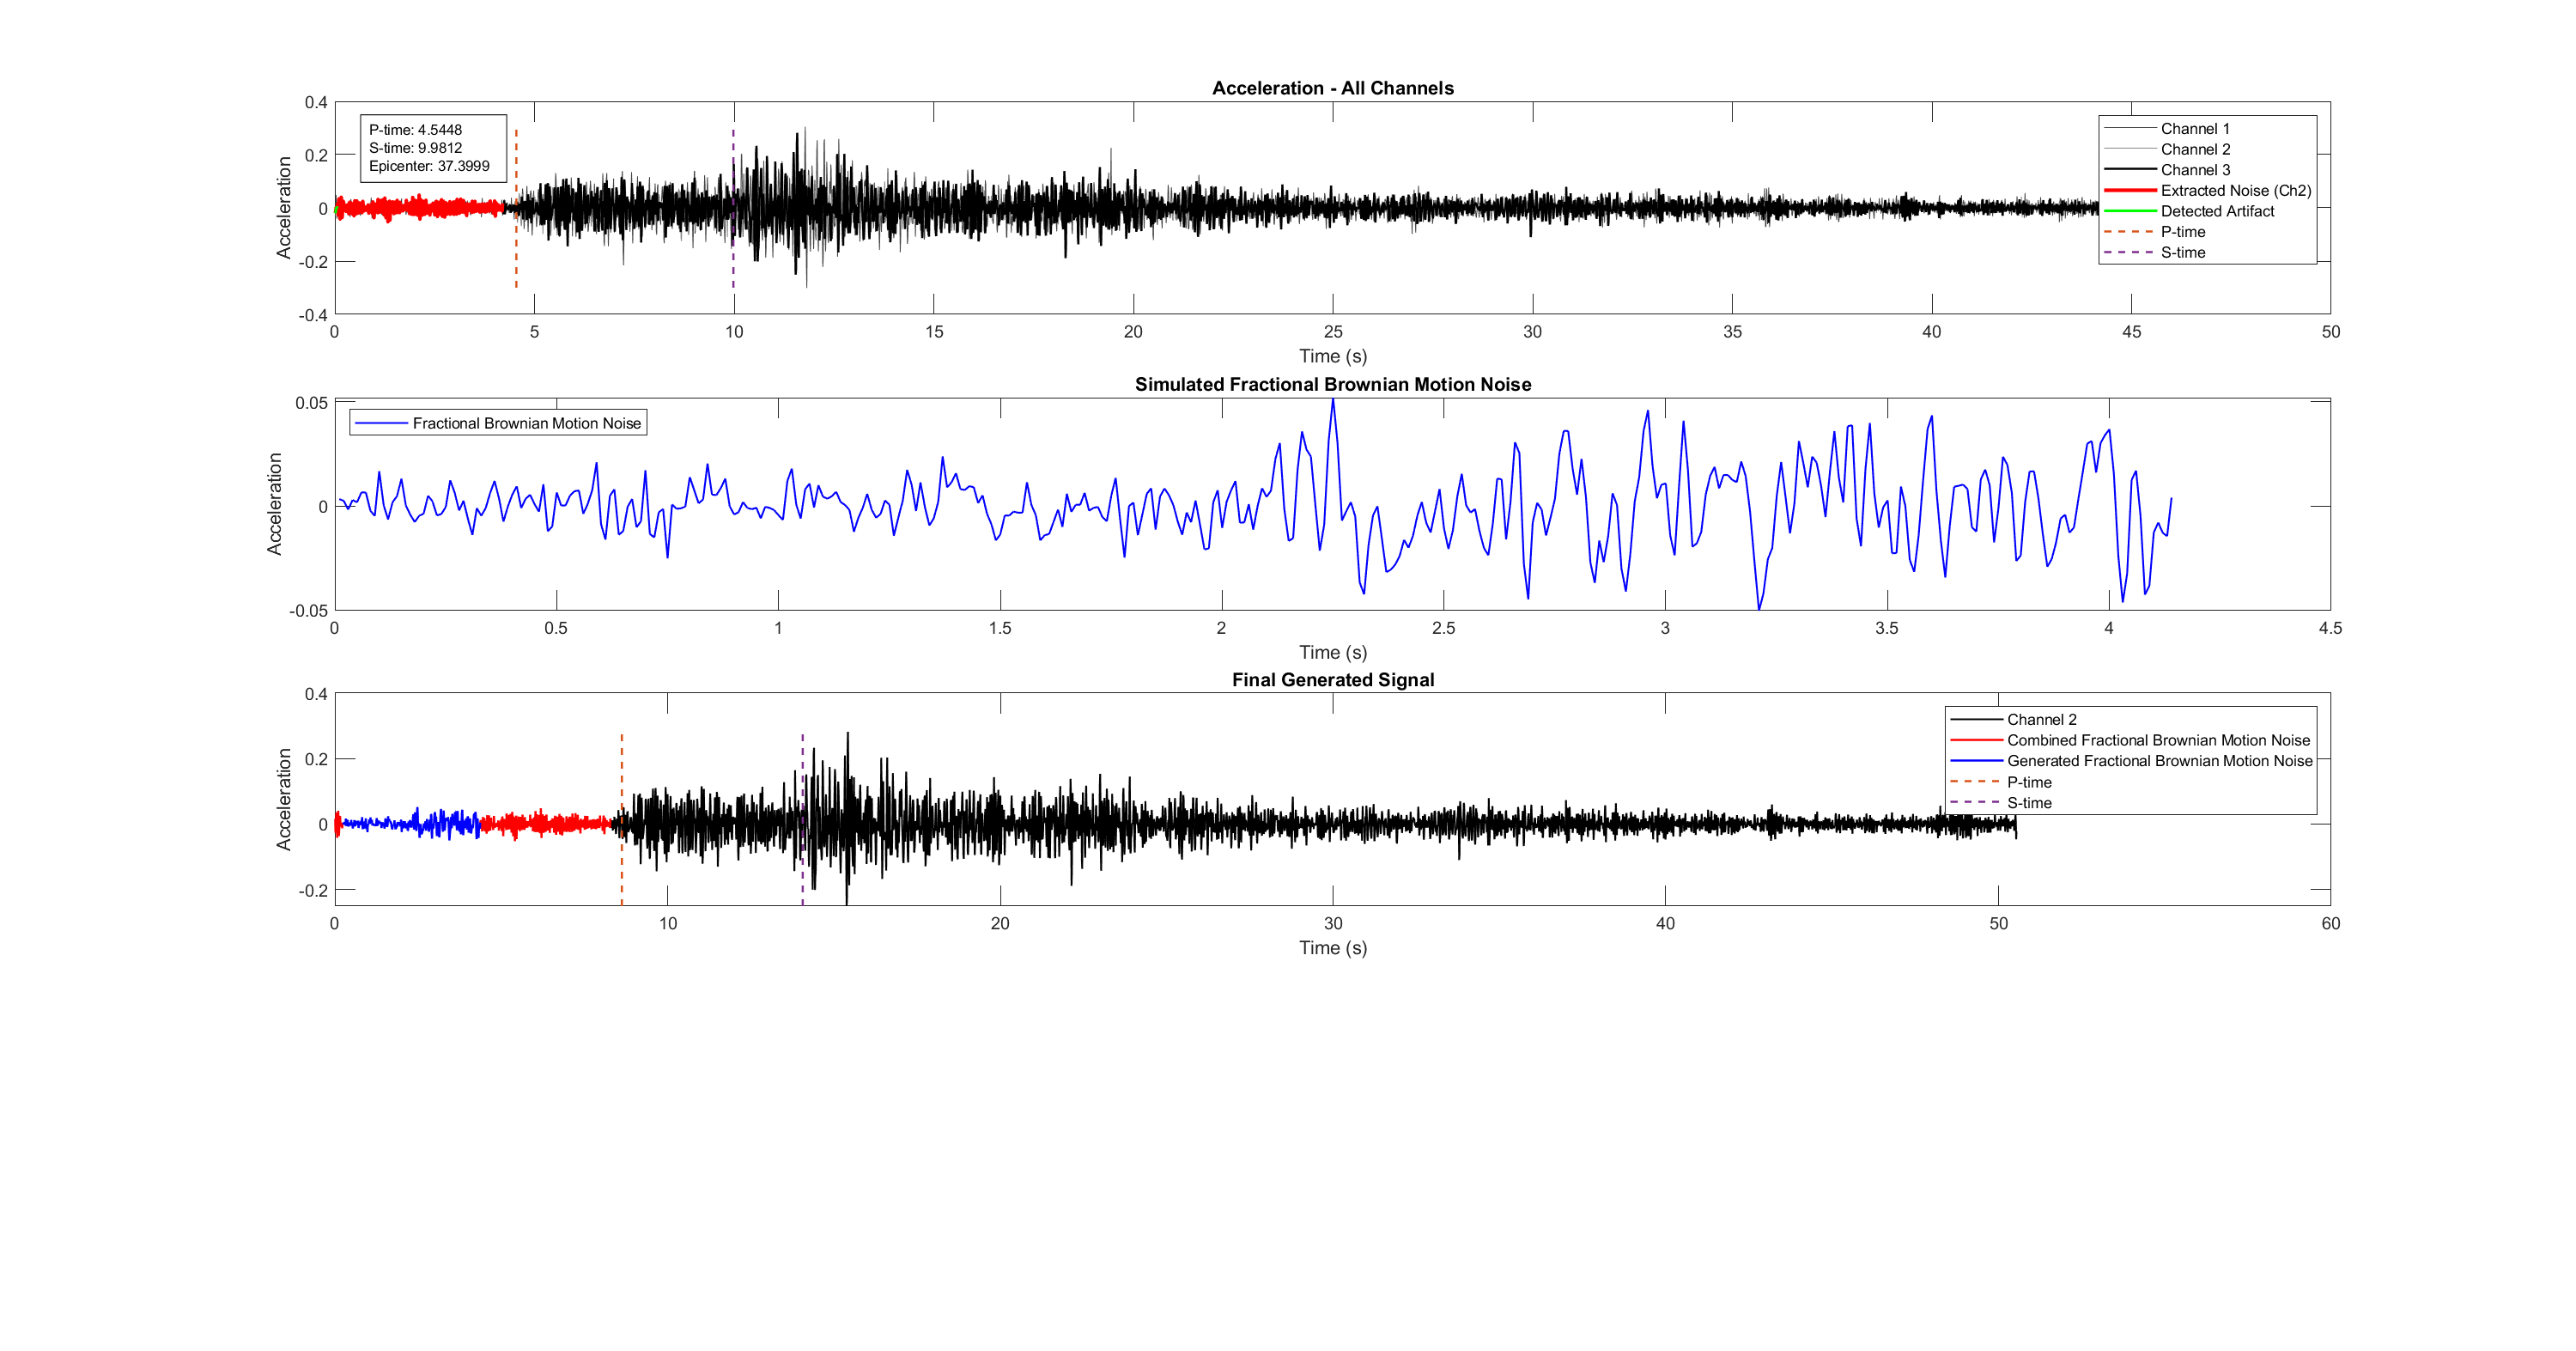 Acceleration - All Channels
0.4
0.2
0
-0.2
-0.4
Acceleration
P-time: 4.5448
S-time: 9.9812
Epicenter: 37.3999
Channel 1
Channel 2
Channel 3
Extracted Noise (Ch2)
Detected Artifact
P-time
S-time
0 5 10 15 20 25 30 35 40 45 50
Time (s)
Simulated Fractional Brownian Motion Noise
0.05
0
-0.05
Acceleration
Fractional Brownian Motion Noise
0 0.5 1 1.5 2 2.5 3 3.5 4 4.5
Time (s)
Final Generated Signal
0.4
0.2
0
-0.2
Acceleration
Channel 2
Combined Fractional Brownian Motion Noise
Generated Fractional Brownian Motion Noise
P-time
S-time
0 10 20 30 40 50 60
Time (s)